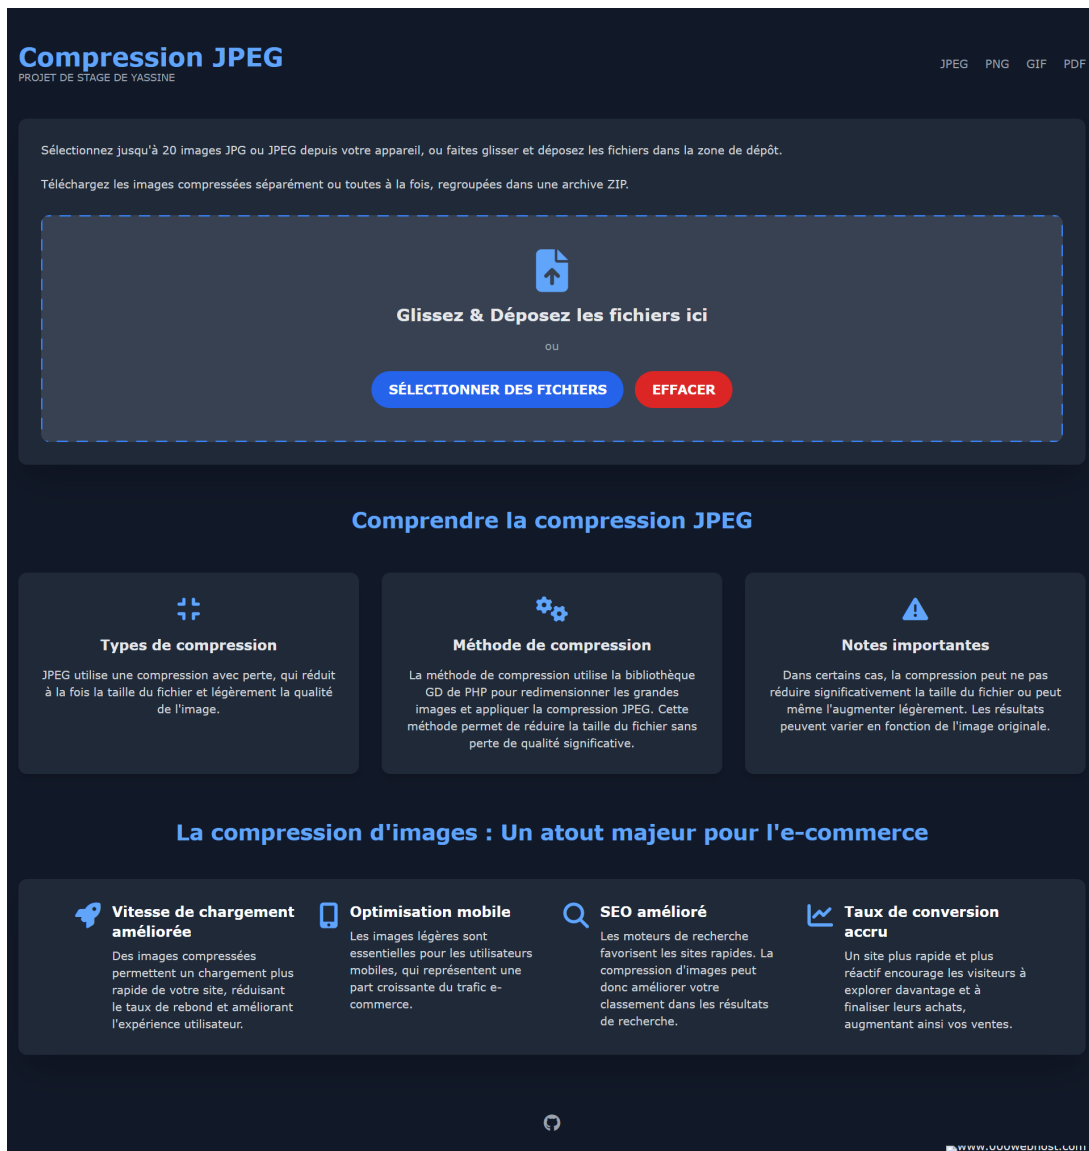 Compression JPEG
PROJET DE STAGE DE YASSINE
JPEG PNG GIF PDF
Sélectionnez jusqu'à 20 images JPG ou JPEG depuis votre appareil, ou faites glisser et déposez les fichiers dans la zone de dépôt.
Téléchargez les images compressées séparément ou toutes à la fois, regroupées dans une archive ZIP.
Glissez & Déposez les fichiers ici
ou
SÉLECTIONNER DES FICHIERS
EFFACER
Comprendre la compression JPEG
Types de compression
JPEG utilise une compression avec perte, qui réduit
à la fois la taille du fichier et légèrement la qualité
de l'image.
Méthode de compression
La méthode de compression utilise la bibliothèque
GD de PHP pour redimensionner les grandes
images et appliquer la compression JPEG. Cette
méthode permet de réduire la taille du fichier sans
perte de qualité significative.
Notes importantes
Dans certains cas, la compression peut ne pas
réduire significativement la taille du fichier ou peut
même l'augmenter légèrement. Les résultats
peuvent varier en fonction de l'image originale.
La compression d'images : Un atout majeur pour l'e-commerce
Vitesse de chargement
améliorée
Des images compressées
permettent un chargement plus
rapide de votre site, réduisant
le taux de rebond et améliorant
l'expérience utilisateur.
Optimisation mobile
Les images légères sont
essentielles pour les utilisateurs
mobiles, qui représentent une
part croissante du trafic e-
commerce.
SEO amélioré
Les moteurs de recherche
favorisent les sites rapides. La
compression d'images peut
donc améliorer votre
classement dans les résultats
de recherche.
Taux de conversion
accru
Un site plus rapide et plus
réactif encourage les visiteurs à
explorer davantage et à
finaliser leurs achats,
augmentant ainsi vos ventes.
www.000webhost.com